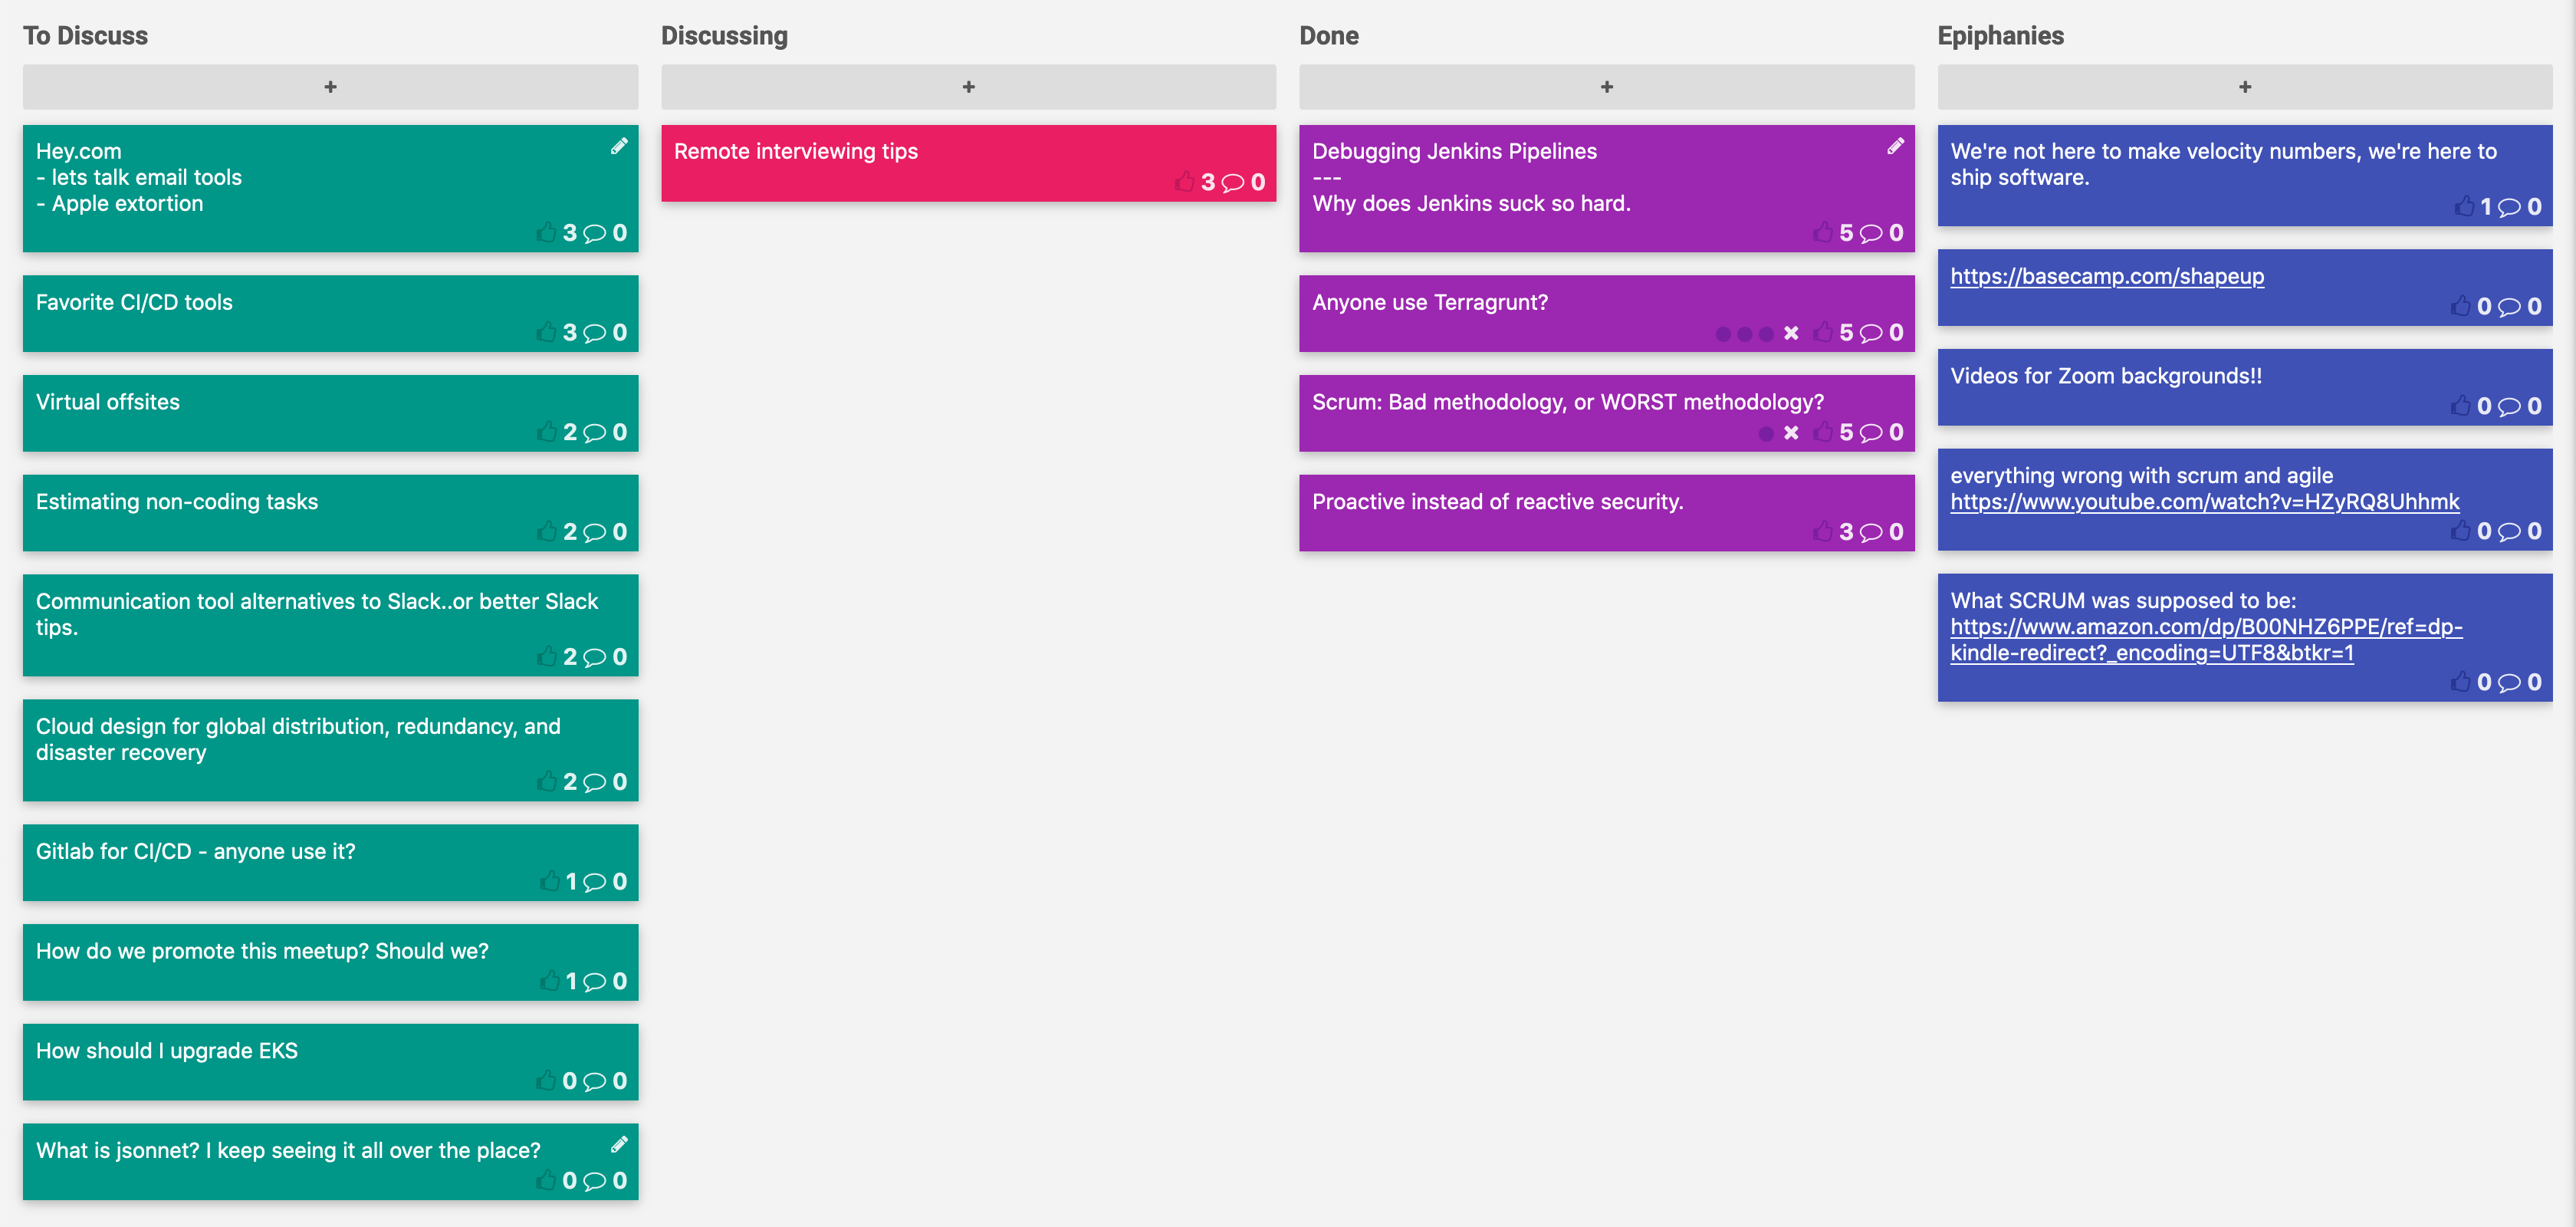 To Discuss
+
Hey.com
- lets talk email tools
- Apple extortion
3 0
Favorite CI/CD tools
3 0
Virtual offsites
2 0
Estimating non-coding tasks
2 0
Communication tool alternatives to Slack..or better Slack
tips.
2 0
Cloud design for global distribution, redundancy, and
disaster recovery
2 0
Gitlab for CI/CD - anyone use it?
1 0
How do we promote this meetup? Should we?
1 0
How should I upgrade EKS
0 0
What is jsonnet? I keep seeing it all over the place?
0 0
Discussing
+
Remote interviewing tips
3 0
Done
+
Debugging Jenkins Pipelines
---
Why does Jenkins suck so hard.
5 0
Anyone use Terragrunt?
5 0
Scrum: Bad methodology, or WORST methodology?
5 0
Proactive instead of reactive security.
3 0
Epiphanies
+
We're not here to make velocity numbers, we're here to
ship software.
1 0
https://basecamp.com/shapeup
0 0
Videos for Zoom backgrounds!!
0 0
everything wrong with scrum and agile
https://www.youtube.com/watch?v=HZyRQ8Uhhmk
0 0
What SCRUM was supposed to be:
https://www.amazon.com/dp/B00NHZ6PPE/ref=dp-
kindle-redirect?_encoding=UTF8&btkr=1
0 0